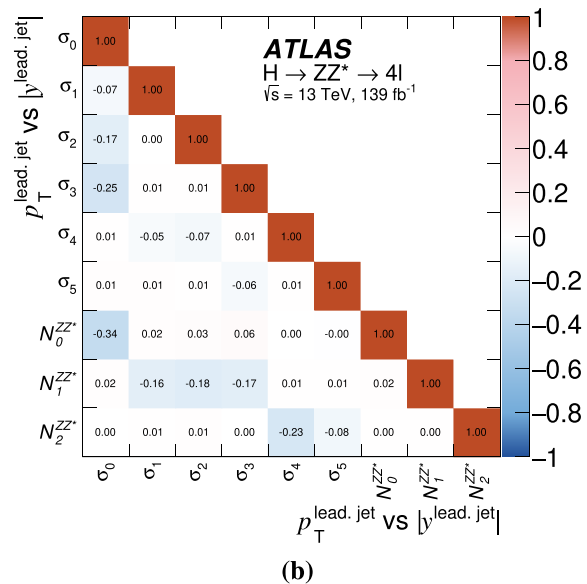 ATLAS
H → ZZ* → 4l
√s = 13 TeV, 139 fb⁻¹
p_T^lead. jet vs |y^lead. jet|
σ₀ 1.00
σ₁ -0.07 1.00
σ₂ -0.17 0.00 1.00
σ₃ -0.25 0.01 0.01 1.00
σ₄ 0.01 -0.05 -0.07 0.01 1.00
σ₅ 0.01 0.01 0.01 -0.06 0.01 1.00
N₀^ZZ* -0.34 0.02 0.03 0.06 0.00 -0.00 1.00
N₁^ZZ* 0.02 -0.16 -0.18 -0.17 0.01 0.01 0.02 1.00
N₂^ZZ* 0.00 0.01 0.01 0.00 -0.23 -0.08 0.00 0.00 1.00
σ₀ σ₁ σ₂ σ₃ σ₄ σ₅ N₀^ZZ* N₁^ZZ* N₂^ZZ*
p_T^lead. jet vs |y^lead. jet|
1
0.8
0.6
0.4
0.2
0
−0.2
−0.4
−0.6
−0.8
−1
(b)